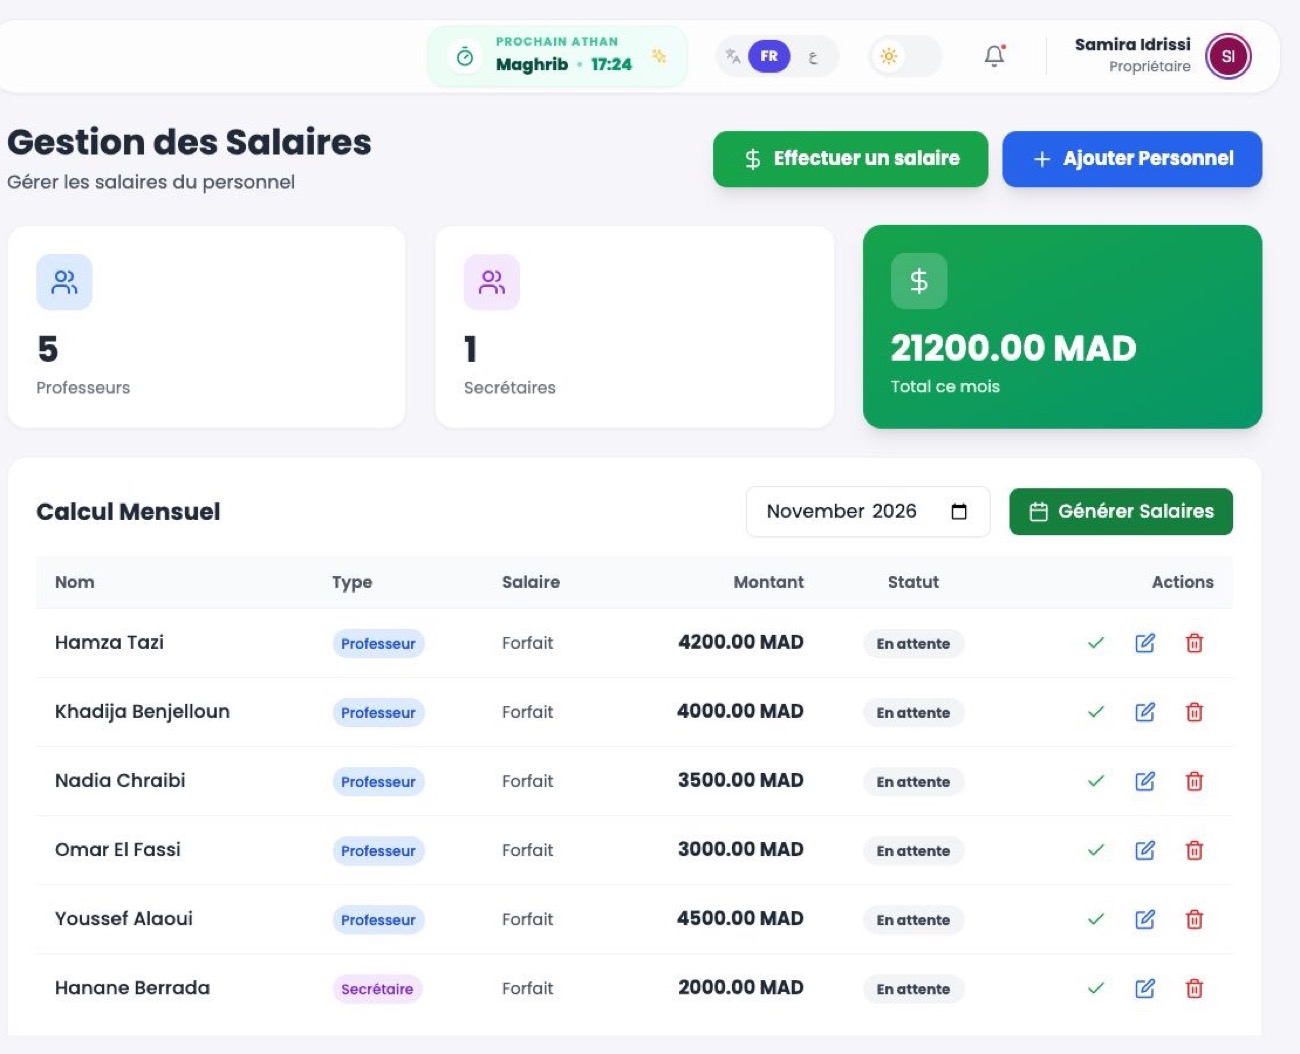 PROCHAIN ATHAN
Maghrib • 17:24
FR
ع
Samira Idrissi
Propriétaire
SI
Gestion des Salaires
Gérer les salaires du personnel
$ Effectuer un salaire
+ Ajouter Personnel
5
Professeurs
1
Secrétaires
$
21200.00 MAD
Total ce mois
Calcul Mensuel
November 2026
Générer Salaires
Nom Type Salaire Montant Statut Actions
Hamza Tazi Professeur Forfait 4200.00 MAD En attente
Khadija Benjelloun Professeur Forfait 4000.00 MAD En attente
Nadia Chraibi Professeur Forfait 3500.00 MAD En attente
Omar El Fassi Professeur Forfait 3000.00 MAD En attente
Youssef Alaoui Professeur Forfait 4500.00 MAD En attente
Hanane Berrada Secrétaire Forfait 2000.00 MAD En attente